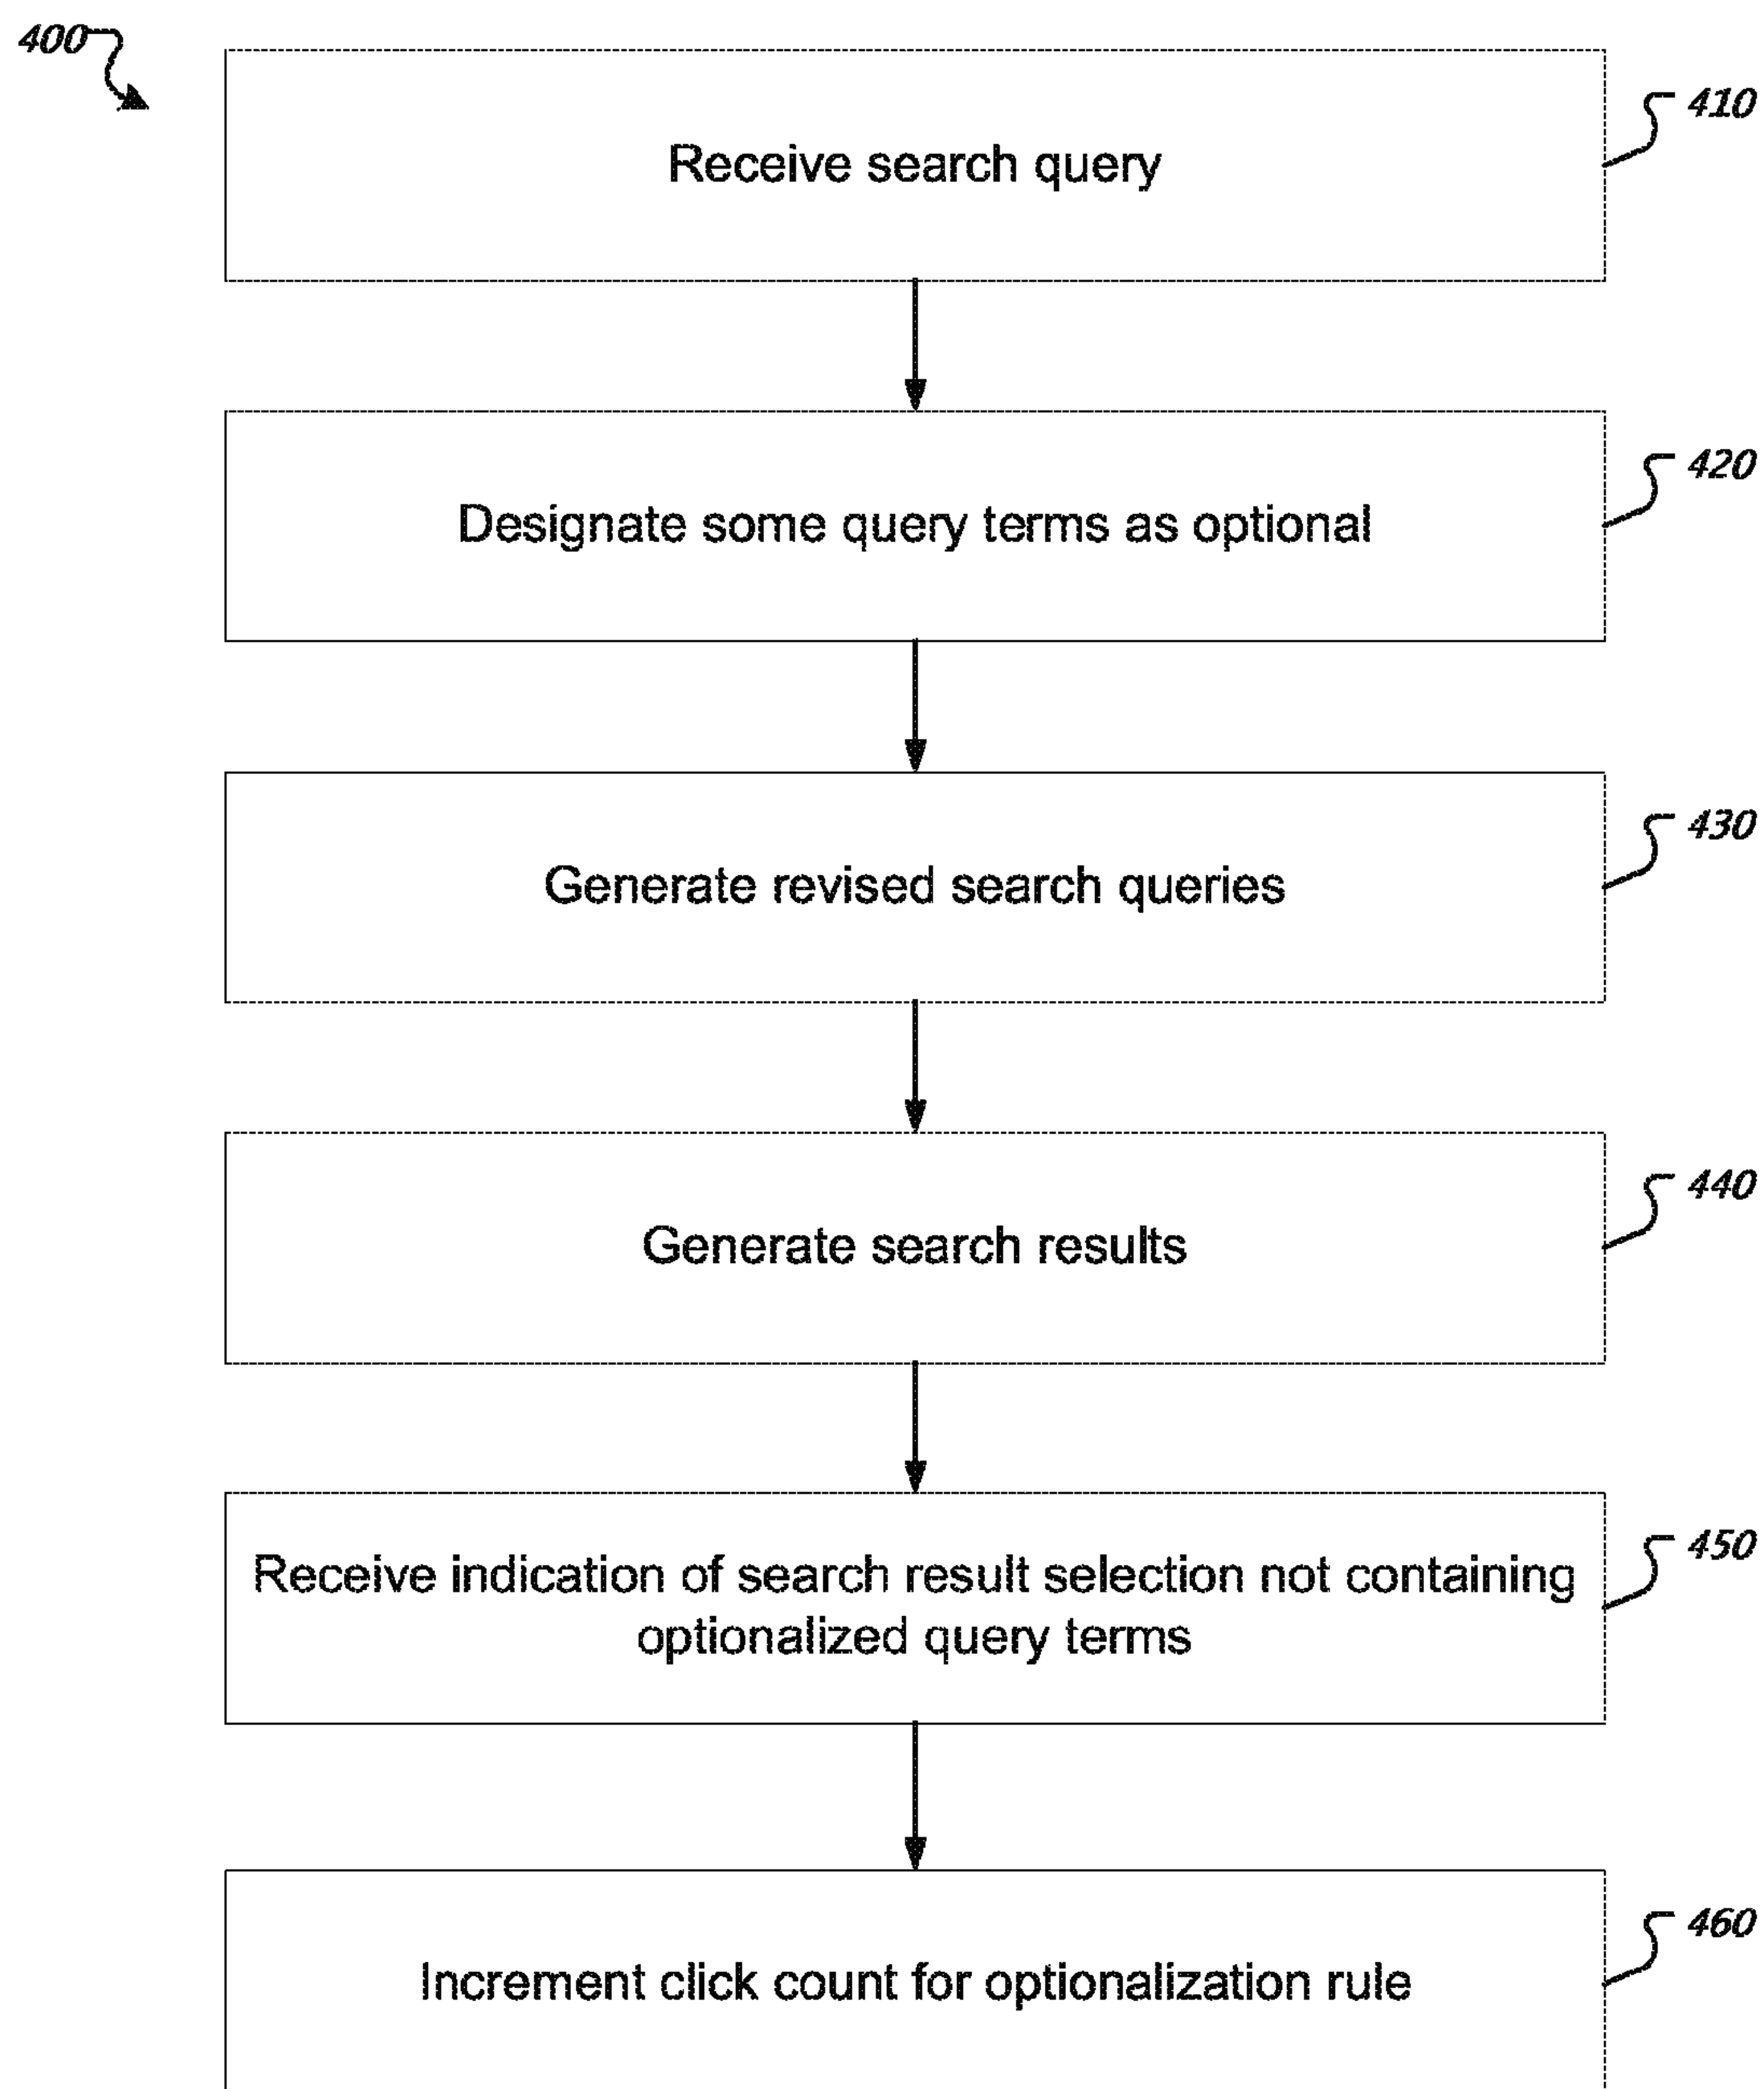 400
410
Receive search query
420
Designate some query terms as optional
430
Generate revised search queries
440
Generate search results
450
Receive indication of search result selection not containing
optionalized query terms
460
Increment click count for optionalization rule